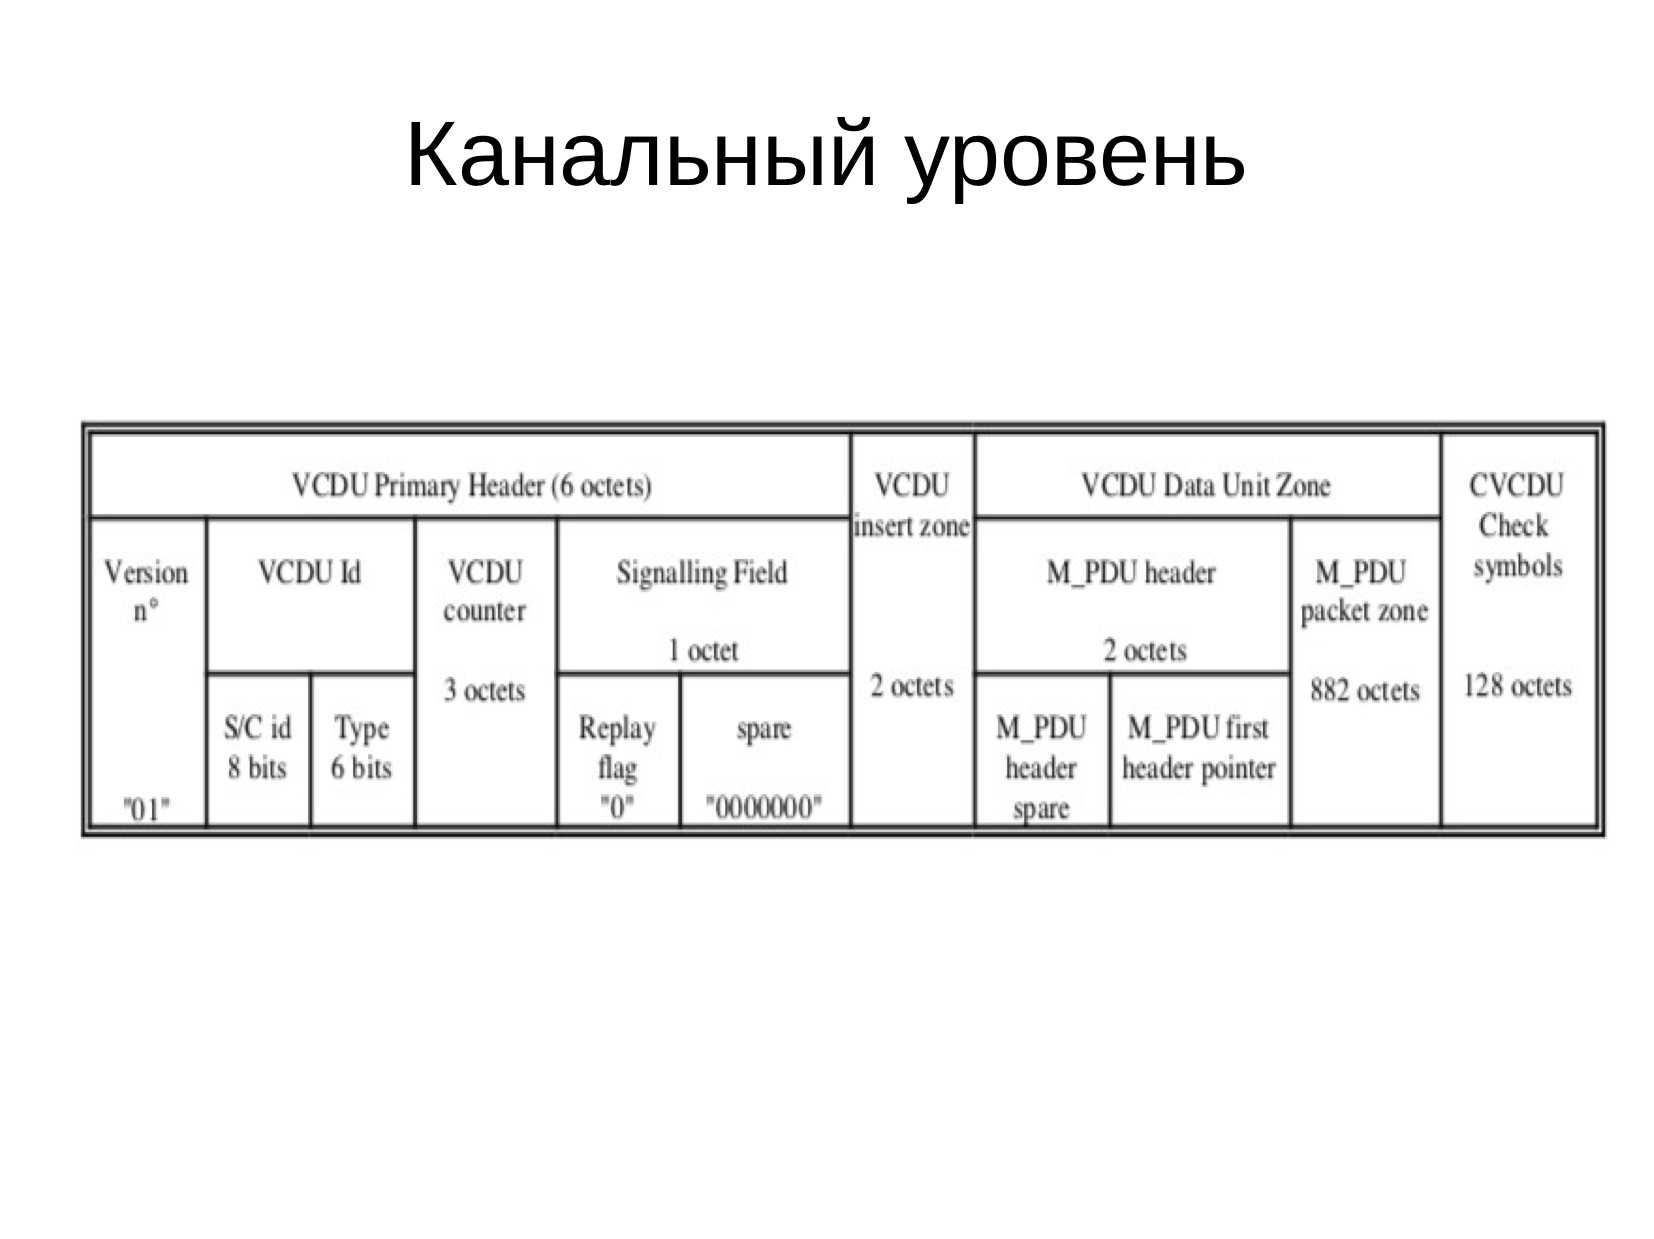 Канальный уровень
VCDU Primary Header (6 octets)
VCDU
insert zone
2 octets
VCDU Data Unit Zone
CVCDU
Check
symbols
128 octets
Version
n°
"01"
VCDU Id
VCDU
counter
3 octets
Signalling Field
1 octet
M_PDU header
2 octets
M_PDU
packet zone
882 octets
S/C id
8 bits
Type
6 bits
Replay
flag
"0"
spare
"0000000"
M_PDU
header
spare
M_PDU first
header pointer